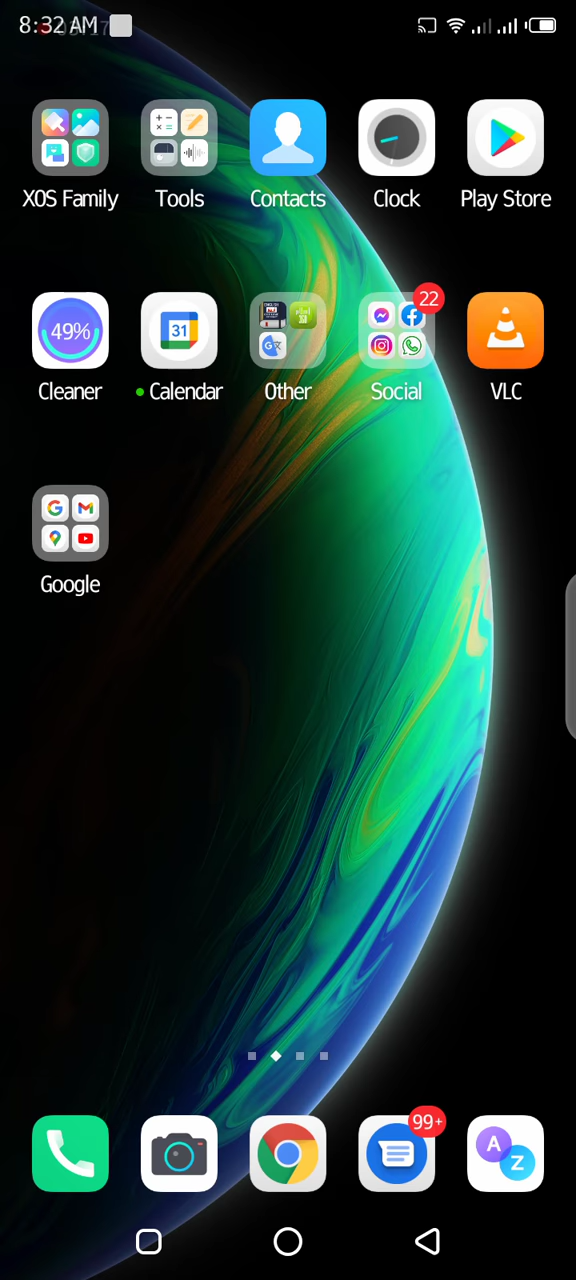 8:32 AM
XOS Family
Tools
Contacts
Clock
Play Store
49%
31
22
Cleaner
Calendar
Other
Social
VLC
Google
99+
A
Z